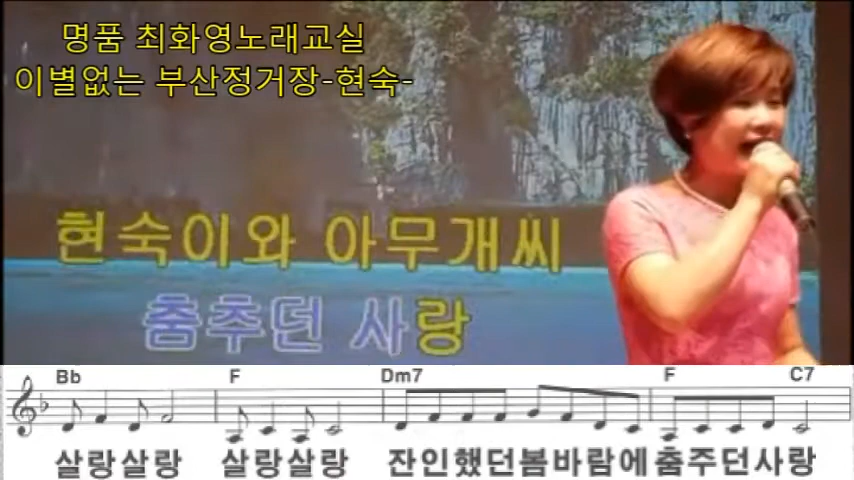 명품 최화영노래교실
이별없는 부산정거장-현숙-
현숙이와 아무개씨
춤추던 사랑
Bb F Dm7 F C7
살랑살랑 살랑살랑 잔인했던봄바람에춤추던사랑